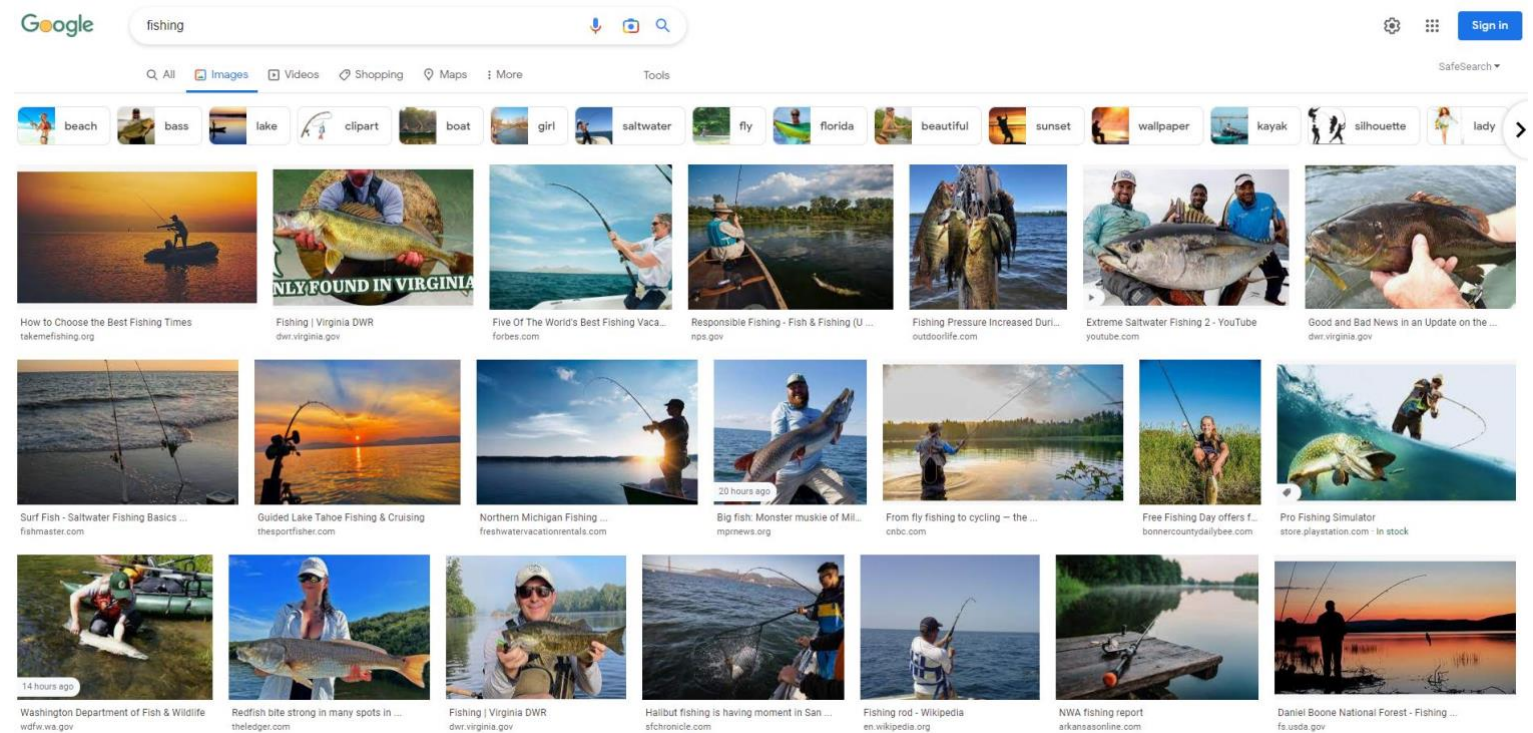 Google
fishing
Sign in
All
Images
Videos
Shopping
Maps
More
Tools
SafeSearch
beach
bass
lake
clipart
boat
girl
saltwater
fly
florida
beautiful
sunset
wallpaper
kayak
silhouette
lady
NLY FOUND IN VIRGINIA
How to Choose the Best Fishing Times
takemefishing.org
Fishing | Virginia DWR
dwr.virginia.gov
Five Of The World's Best Fishing Vaca...
forbes.com
Responsible Fishing - Fish & Fishing (U ...
nps.gov
Fishing Pressure Increased Duri...
outdoorlife.com
Extreme Saltwater Fishing 2 - YouTube
youtube.com
Good and Bad News in an Update on the ...
dwr.virginia.gov
20 hours ago
Surf Fish - Saltwater Fishing Basics ...
fishmaster.com
Guided Lake Tahoe Fishing & Cruising
thesportfisher.com
Northern Michigan Fishing ...
freshwatervacationrentals.com
Big fish: Monster muskie of Mil...
mprnews.org
From fly fishing to cycling — the ...
cnbc.com
Free Fishing Day offers f...
bonnercountydailybee.com
Pro Fishing Simulator
store.playstation.com · In stock
14 hours ago
Washington Department of Fish & Wildlife
wdfw.wa.gov
Redfish bite strong in many spots in ...
theledger.com
Fishing | Virginia DWR
dwr.virginia.gov
Halibut fishing is having moment in San ...
sfchronicle.com
Fishing rod - Wikipedia
en.wikipedia.org
NWA fishing report
arkansasonline.com
Daniel Boone National Forest - Fishing ...
fs.usda.gov